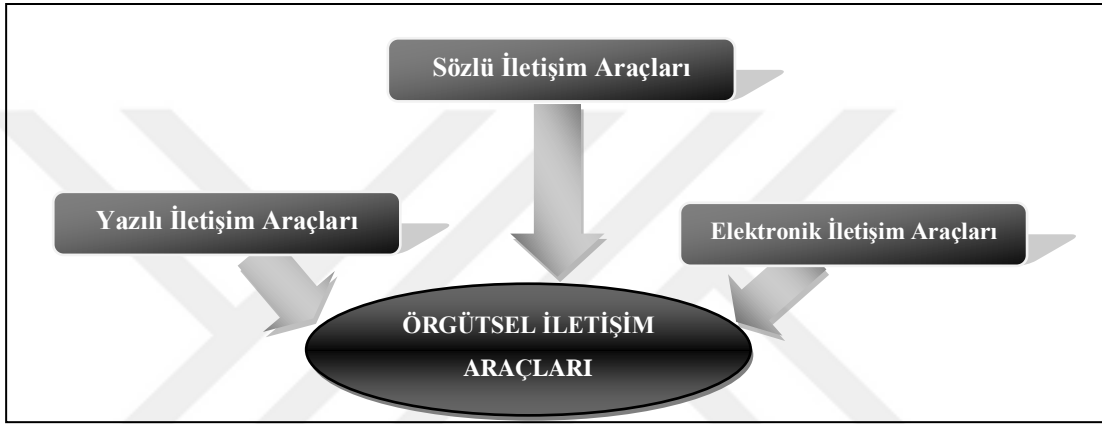 Sözlü İletişim Araçları
Yazılı İletişim Araçları
Elektronik İletişim Araçları
ÖRGÜTSEL İLETİŞİM
ARAÇLARI